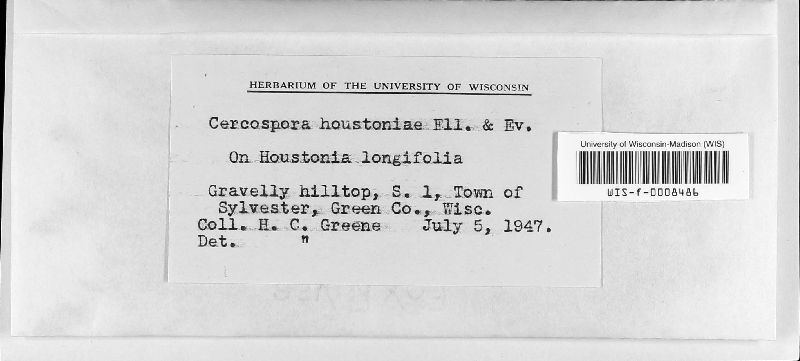 HERBARIUM OF THE UNIVERSITY OF WISCONSIN
Cercospora houstoniae Ell. & Ev.
On Houstonia longifolia
Gravelly hilltop, S. 1, Town of
Sylvester, Green Co., Wisc.
Coll. H. C. Greene July 5, 1947.
Det. "
University of Wisconsin-Madison (WIS)
WIS-f-0008486